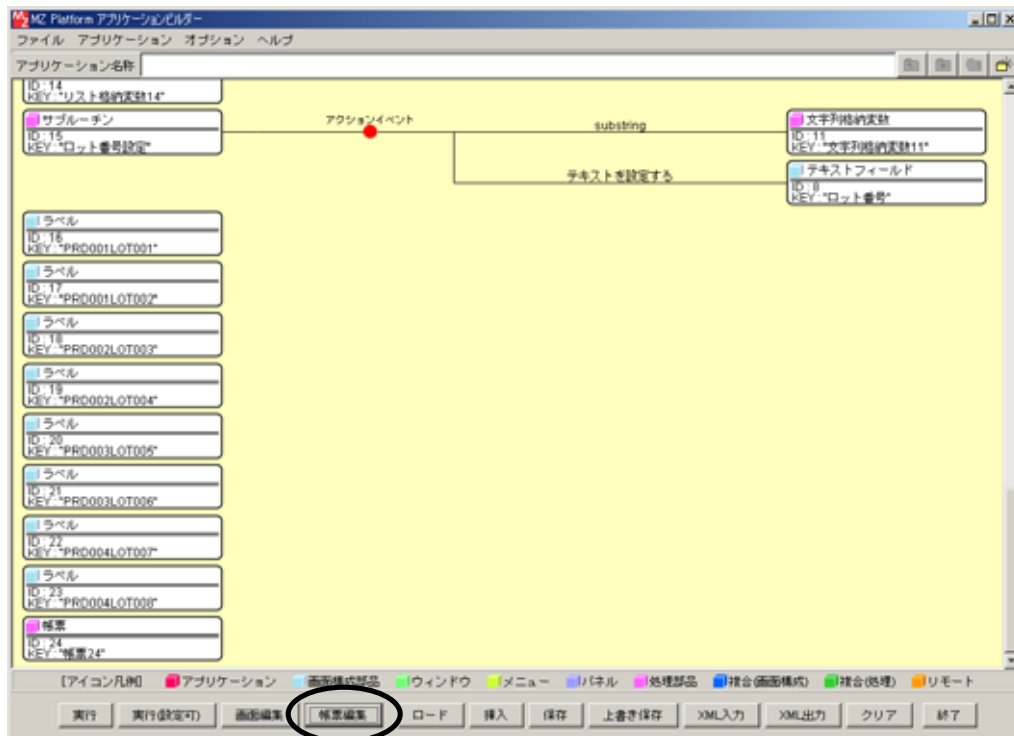 MZ Platform アプリケーションビルダー
ファイル アプリケーション オプション ヘルプ
アプリケーション名称
ID : 14
KEY : "リスト格納変数14"
サブルーチン
ID : 15
KEY : "ロット番号設定"
アクションイベント
substring
文字列格納変数
ID : 11
KEY : "文字列格納変数11"
テキストを設定する
テキストフィールド
ID : 8
KEY : "ロット番号"
ラベル
ID : 16
KEY : "PRD001LOT001"
ラベル
ID : 17
KEY : "PRD001LOT002"
ラベル
ID : 18
KEY : "PRD002LOT003"
ラベル
ID : 19
KEY : "PRD002LOT004"
ラベル
ID : 20
KEY : "PRD003LOT005"
ラベル
ID : 21
KEY : "PRD003LOT006"
ラベル
ID : 22
KEY : "PRD004LOT007"
ラベル
ID : 23
KEY : "PRD004LOT008"
帳票
ID : 24
KEY : "帳票24"
[アイコン凡例] アプリケーション 画面構成部品 ウィンドウ メニュー パネル 処理部品 複合(画面構成) 複合(処理) リモート
実行 実行(設定可) 画面編集 帳票編集 ロード 挿入 保存 上書き保存 XML入力 XML出力 クリア 終了